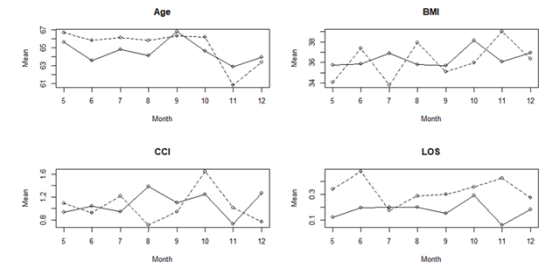 Age
Mean
67
65
63
61
5 6 7 8 9 10 11 12
Month
BMI
Mean
38
36
34
5 6 7 8 9 10 11 12
Month
CCI
Mean
1.6
1.2
0.8
5 6 7 8 9 10 11 12
Month
LOS
Mean
0.3
0.1
5 6 7 8 9 10 11 12
Month